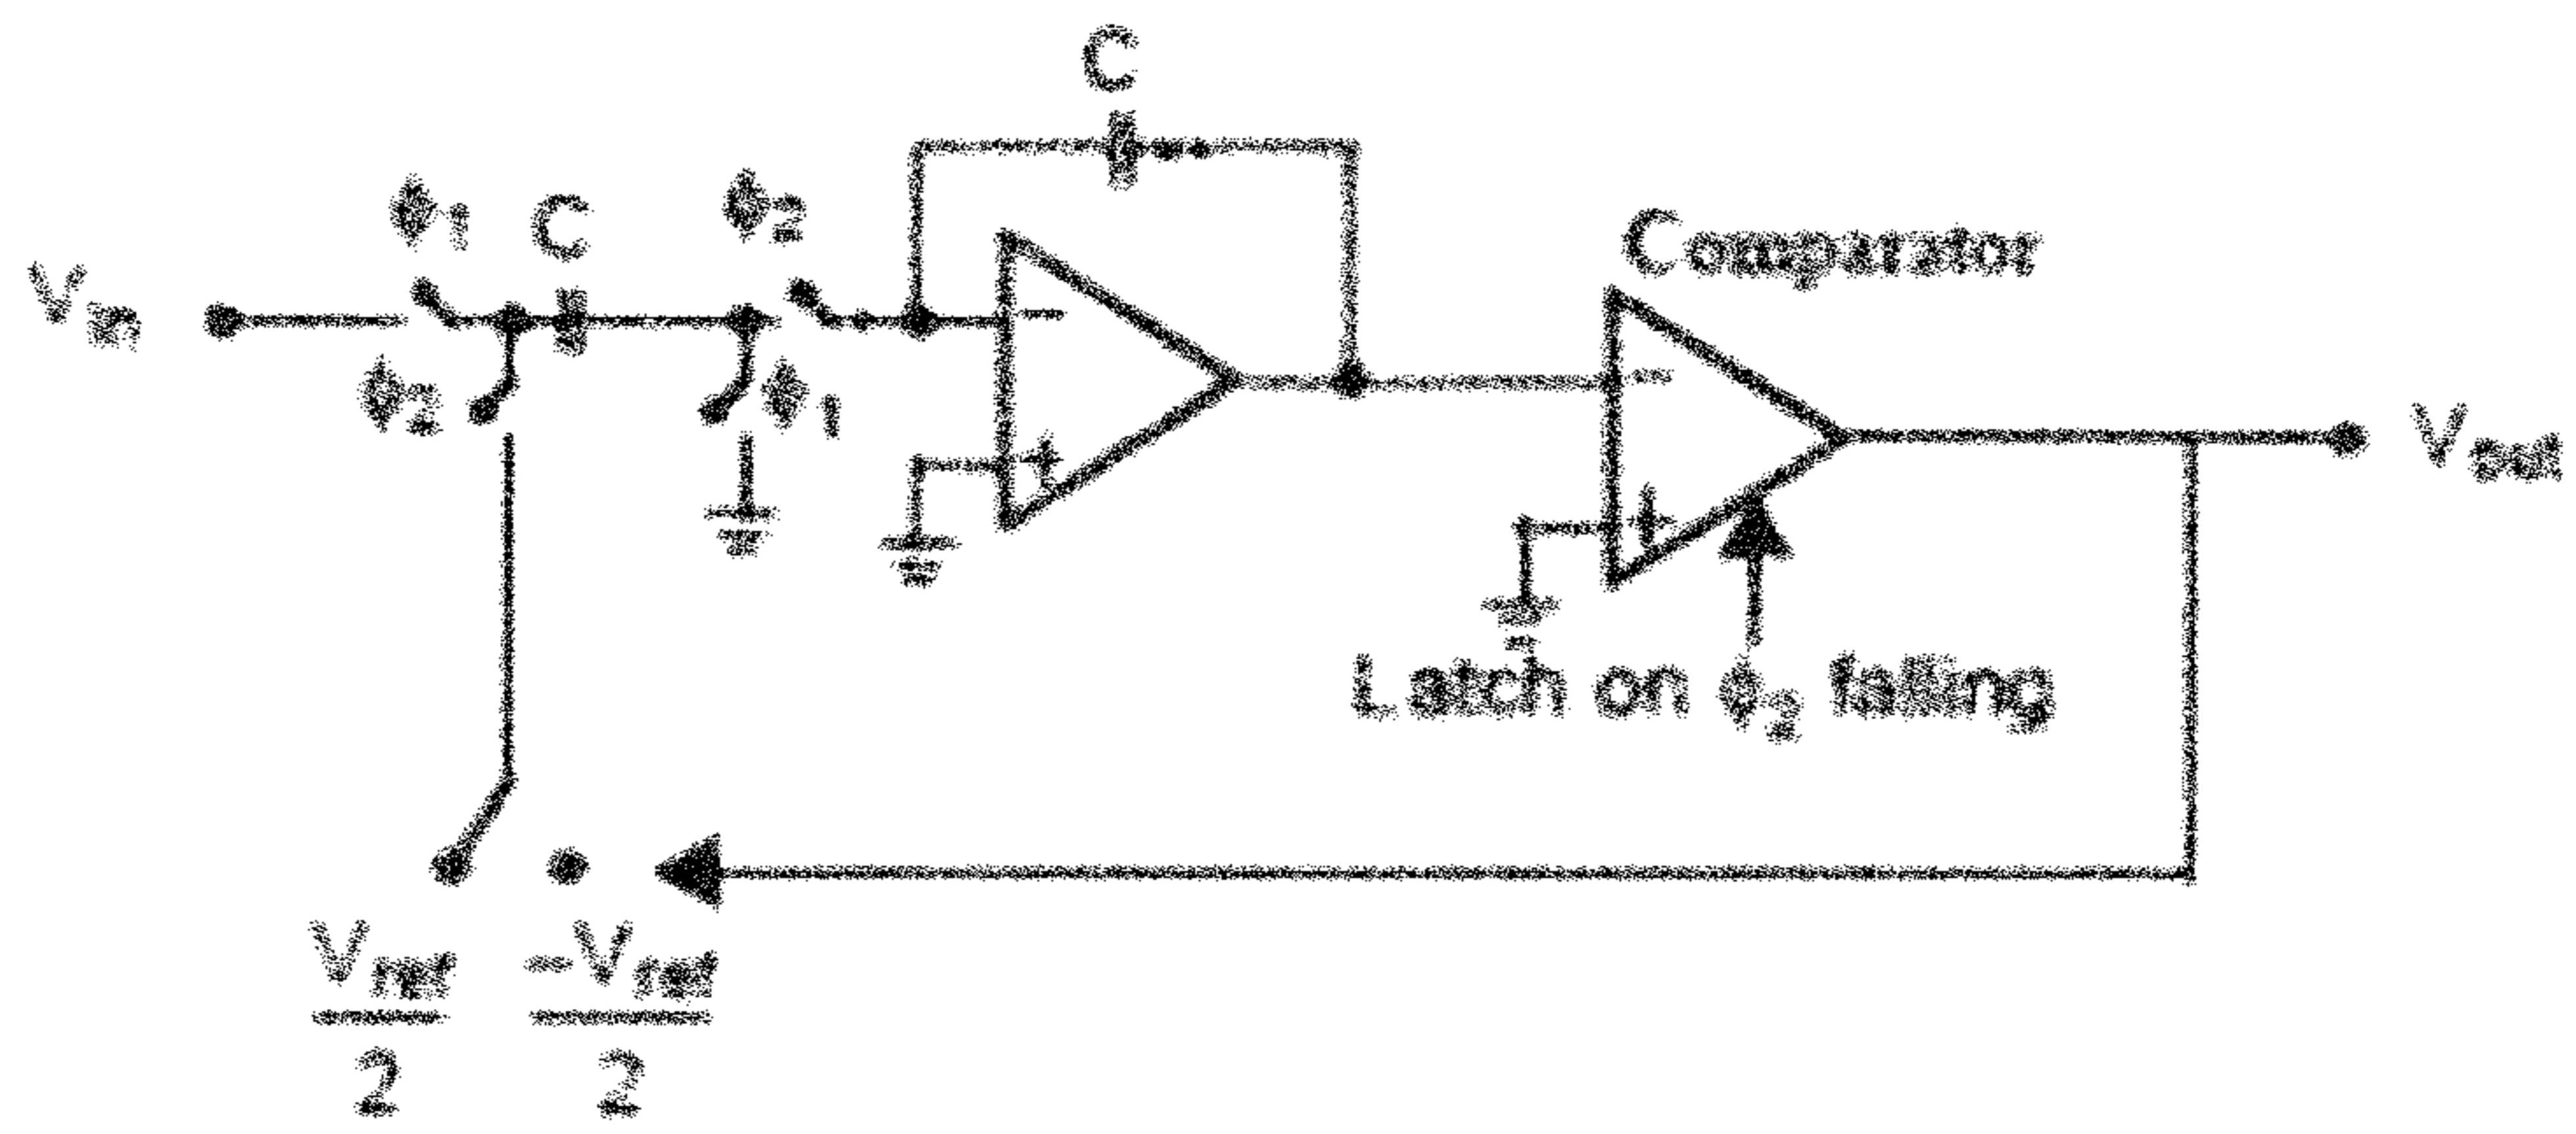 C
ϕ1 C ϕ2
Vin
Comparator
ϕ2 ϕ1
−
+
−
+
Vout
Latch on ϕ2 falling
Vref/2 −Vref/2